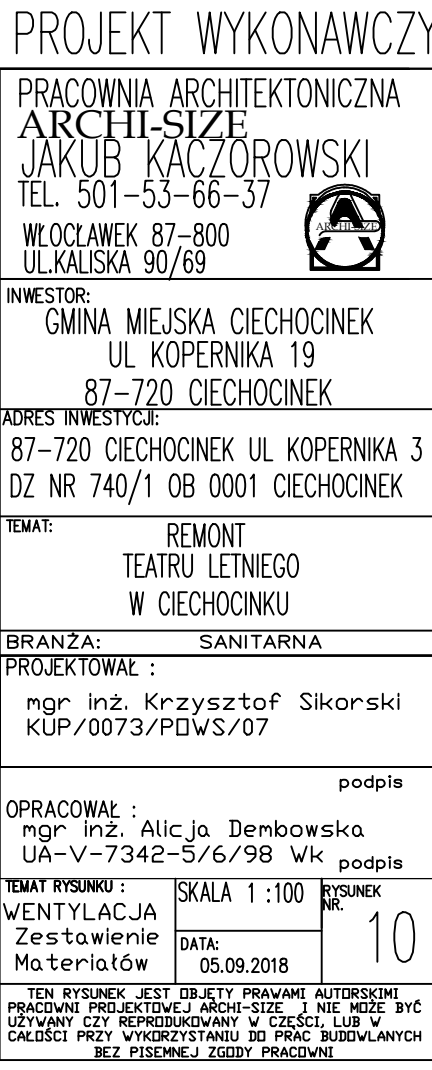 PROJEKT WYKONAWCZY
PRACOWNIA ARCHITEKTONICZNA
ARCHI-SIZE
JAKUB KACZOROWSKI
TEL. 501-53-66-37
ARCHI-SIZE
WŁOCŁAWEK 87-800
UL.KALISKA 90/69
INWESTOR:
GMINA MIEJSKA CIECHOCINEK
UL KOPERNIKA 19
87-720 CIECHOCINEK
ADRES INWESTYCJI:
87-720 CIECHOCINEK UL KOPERNIKA 3
DZ NR 740/1 OB 0001 CIECHOCINEK
TEMAT:
REMONT
TEATRU LETNIEGO
W CIECHOCINKU
BRANŻA: SANITARNA
PROJEKTOWAŁ :
mgr inż. Krzysztof Sikorski
KUP/0073/POWS/07
podpis
OPRACOWAŁ :
mgr inż. Alicja Dembowska
UA-V-7342-5/6/98 Wk podpis
TEMAT RYSUNKU :
WENTYLACJA
Zestawienie
Materiałów
SKALA 1 :100
DATA:
05.09.2018
RYSUNEK
NR.
10
TEN RYSUNEK JEST OBJĘTY PRAWAMI AUTORSKIMI
PRACOWNI PROJEKTOWEJ ARCHI-SIZE I NIE MOŻE BYĆ
UŻYWANY CZY REPRODUKOWANY W CZĘŚCI, LUB W
CAŁOŚCI PRZY WYKORZYSTANIU DO PRAC BUDOWLANYCH
BEZ PISEMNEJ ZGODY PRACOWNI